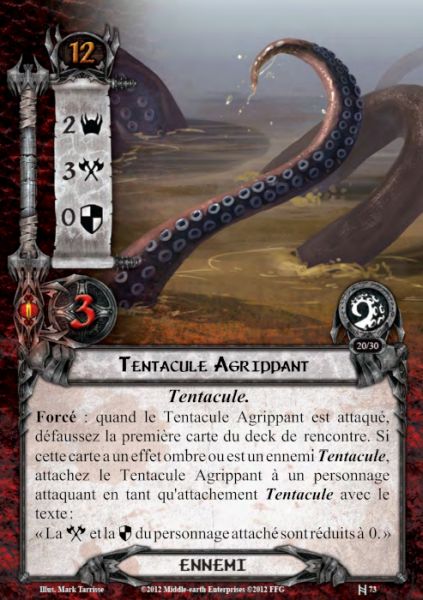 12
2
3
0
3
20/30
Tentacule Agrippant
Tentacule.
Forcé : quand le Tentacule Agrippant est attaqué,
défaussez la première carte du deck de rencontre. Si
cette carte a un effet ombre ou est un ennemi Tentacule,
attachez le Tentacule Agrippant à un personnage
attaquant en tant qu'attachement Tentacule avec le
texte :
« La et la du personnage attaché sont réduits à 0. »
ENNEMI
Illust. Mark Tarrisse
©2012 Middle-earth Enterprises ©2012 FFG
73